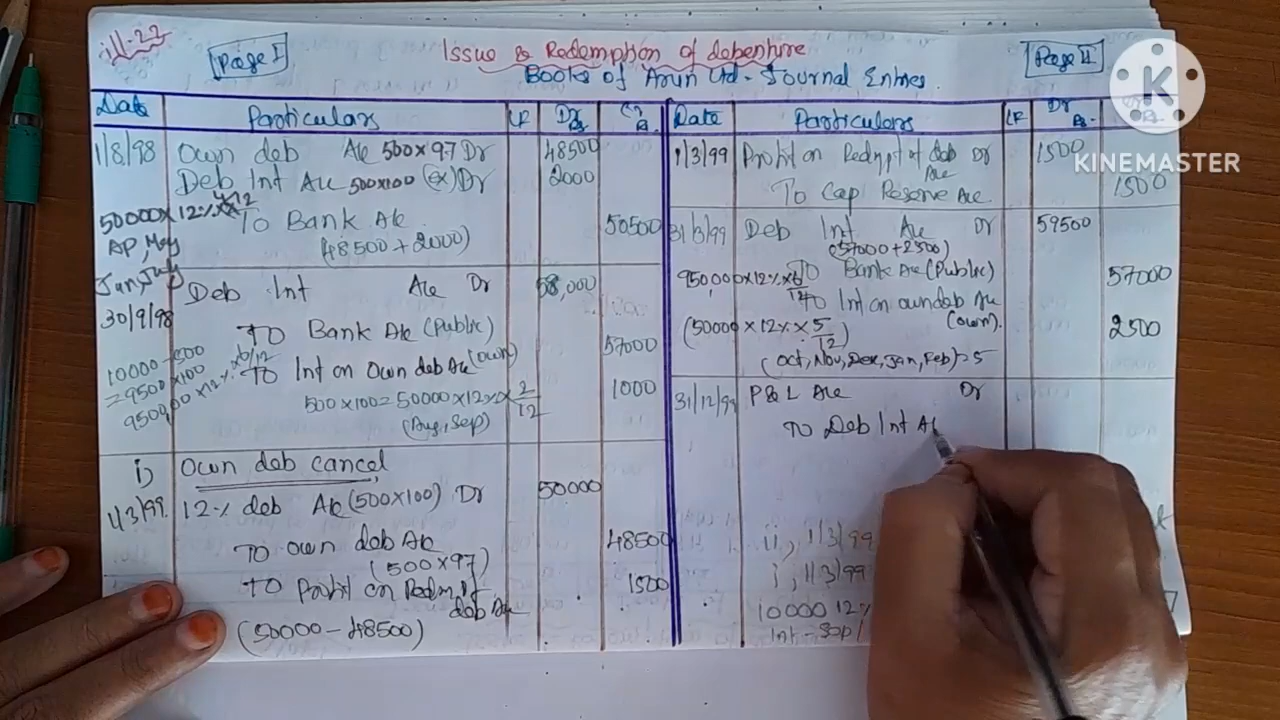 ill-22
Page I
Issue & Redemption of debenture
Page II
Books of Arun Ltd - Journal Entries
Date Particulars LF Dr Rs. Cr Rs.
1/8/98 Own deb A/c 500×97 Dr 48500
Deb Int A/c 500×100 (ex) Dr 2000
50000×12%×4/12
To Bank A/c 50500
(48500+2000)
AP, May
Jun, July
Deb Int A/c Dr 58,000
30/9/98
To Bank A/c (Public) 57000
10000-500
=9500×100
950000×12%×6/12
To Int on Own deb A/c (own) 1000
500×100=50000×12%×2/12
(Aug, Sep)
i) Own deb cancel
1/3/99 12% deb A/c (500×100) Dr 50000
To own deb A/c 48500
(500×97)
To Profit on Redmpt 1500
deb A/c
(50000-48500)
Date Particulars LF Dr Rs.
1/3/99 Profit on Redmpt of deb Dr 1500
A/c
To Cap Reserve A/c. 1500
31/3/99 Deb Int A/c Dr 59500
(57000+2500)
950,000×12%×6/12
To Bank A/c (Public) 57000
To Int on own deb A/c
(own). 2500
(50000×12%×5/12)
(Oct, Nov, Dec, Jan, Feb) = 5
P & L A/c Dr
To Deb Int A/c
ii, 1/3/99
i, 1/3/99
10000 12%
Int - Sep/
K
KINEMASTER